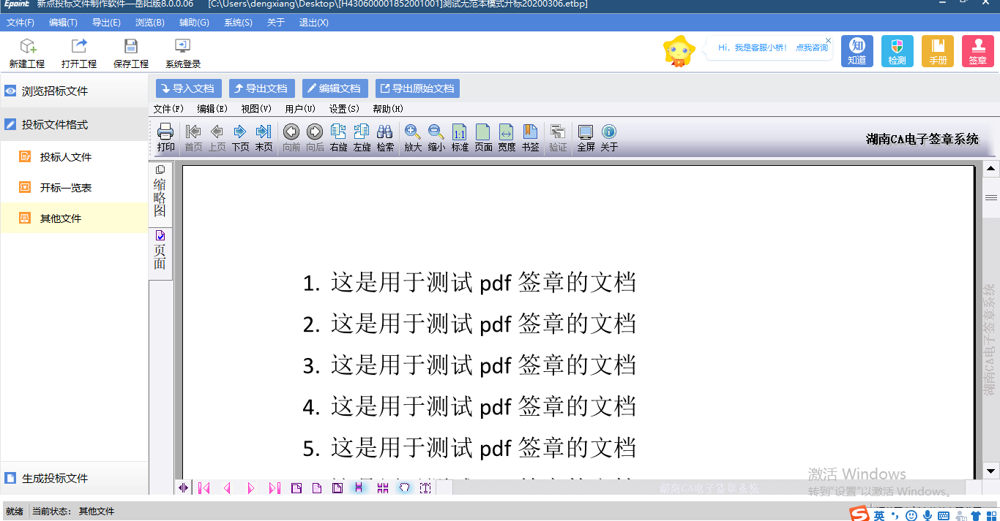 Epoint 新点投标文件制作软件—岳阳版8.0.0.06 [C:\Users\dengxiang\Desktop\[H430600001852001001]测试无范本模式开标20200306.etbp]
文件(F) 编辑(T) 导出(E) 浏览(B) 辅助(G) 系统(S) 关于 退出(X)
新建工程 打开工程 保存工程 系统登录
Hi，我是客服小桥！ 点我咨询
知 知道 检测 手册 签章
浏览招标文件
投标文件格式
投标人文件
开标一览表
其他文件
生成投标文件
导入文档 导出文档 编辑文档 导出原始文档
文件(F) 编辑(E) 视图(V) 用户(U) 设置(S) 帮助(H)
1:1
打印 首页 上页 下页 末页 向前 向后 右旋 左旋 检索 放大 缩小 标准 页面 宽度 书签 验证 全屏 关于
湖南CA电子签章系统
缩略图
页面
1. 这是用于测试 pdf 签章的文档
2. 这是用于测试 pdf 签章的文档
3. 这是用于测试 pdf 签章的文档
4. 这是用于测试 pdf 签章的文档
5. 这是用于测试 pdf 签章的文档
湖南CA电子签章系统
激活 Windows
转到"设置"以激活 Windows。
湖南CA电子签章系统
就绪 当前状态： 其他文件
英